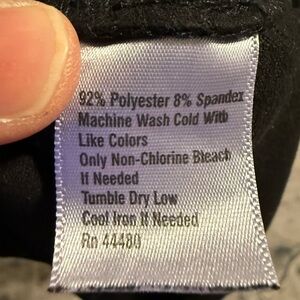 92% Polyester 8% Spandex
Machine Wash Cold With
Like Colors
Only Non-Chlorine Bleach
If Needed
Tumble Dry Low
Cool Iron If Needed
Rn 44480